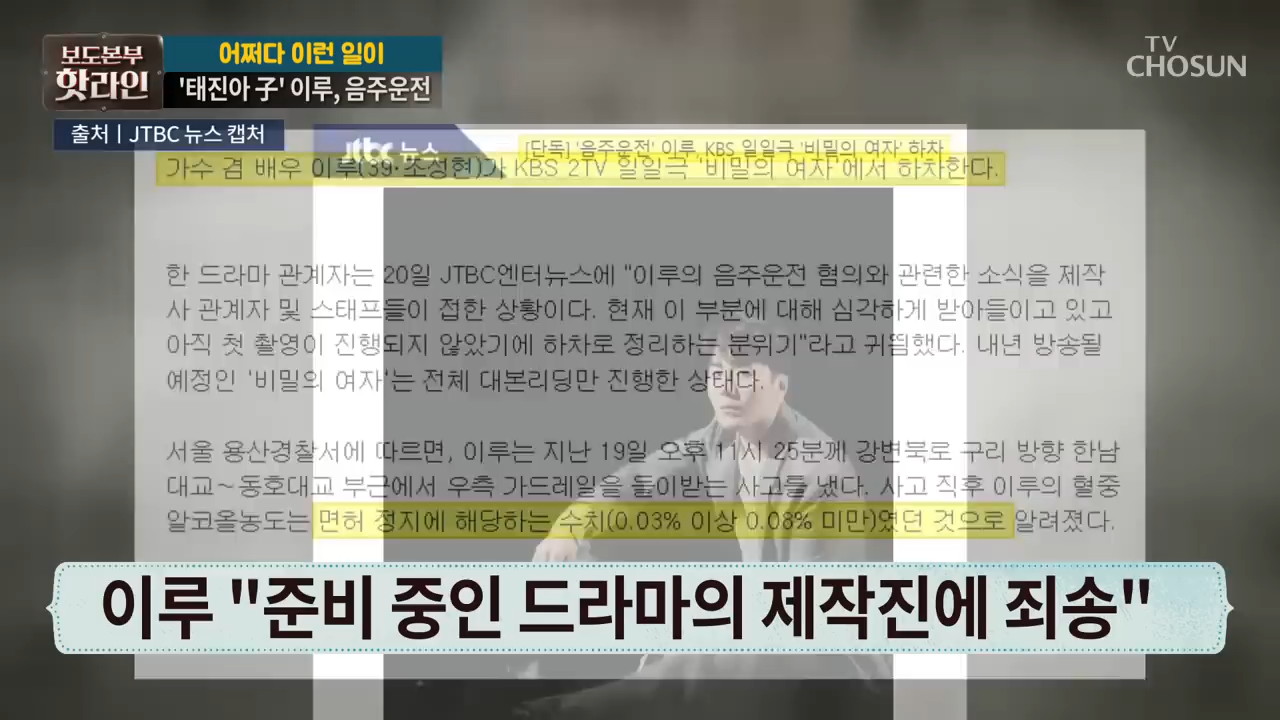 보도본부
핫라인
어쩌다 이런 일이
'태진아 子' 이루, 음주운전
TV
CHOSUN
출처 | JTBC 뉴스 캡처
jtbc 뉴스
[단독] '음주운전' 이루, KBS 일일극 '비밀의 여자' 하차
가수 겸 배우 이루(39·조성현)가 KBS 2TV 일일극 '비밀의 여자'에서 하차한다.
한 드라마 관계자는 20일 JTBC엔터뉴스에 "이루의 음주운전 혐의와 관련한 소식을 제작
사 관계자 및 스태프들이 접한 상황이다. 현재 이 부분에 대해 심각하게 받아들이고 있고
아직 첫 촬영이 진행되지 않았기에 하차로 정리하는 분위기"라고 귀띔했다. 내년 방송될
예정인 '비밀의 여자'는 전체 대본리딩만 진행한 상태다.
서울 용산경찰서에 따르면, 이루는 지난 19일 오후 11시 25분께 강변북로 구리 방향 한남
대교~동호대교 부근에서 우측 가드레일을 들이받는 사고를 냈다. 사고 직후 이루의 혈중
알코올농도는 면허 정지에 해당하는 수치(0.03% 이상 0.08% 미만)였던 것으로 알려졌다.
이루 "준비 중인 드라마의 제작진에 죄송"